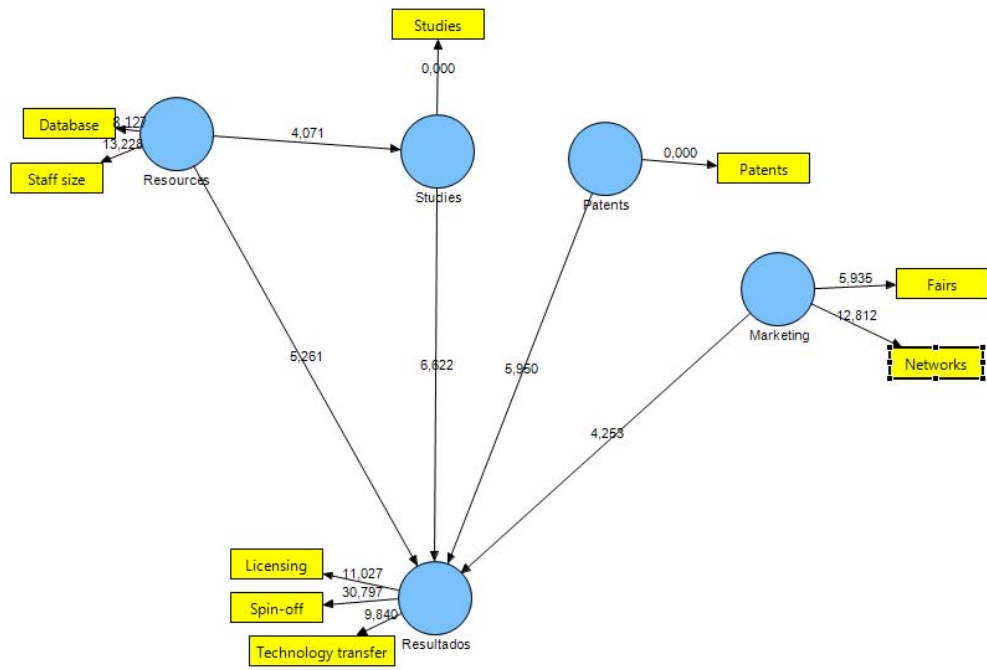 Studies
0,000
Database
8,127
13,228
Staff size
Resources
4,071
Studies
Patents
0,000
Patents
5,935
Fairs
12,812
Networks
Marketing
5,261
6,622
5,950
4,253
Licensing
11,027
Spin-off
30,797
9,840
Technology transfer
Resultados